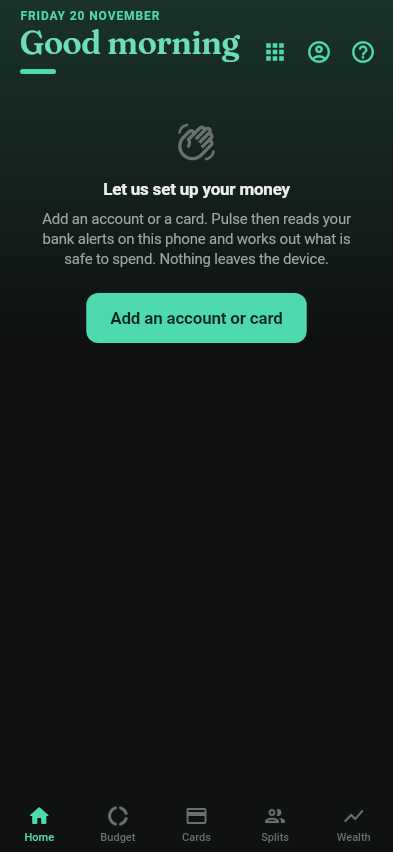 FRIDAY 20 NOVEMBER
Good morning
Let us set up your money
Add an account or a card. Pulse then reads your
bank alerts on this phone and works out what is
safe to spend. Nothing leaves the device.
Add an account or card
Home Budget Cards Splits Wealth